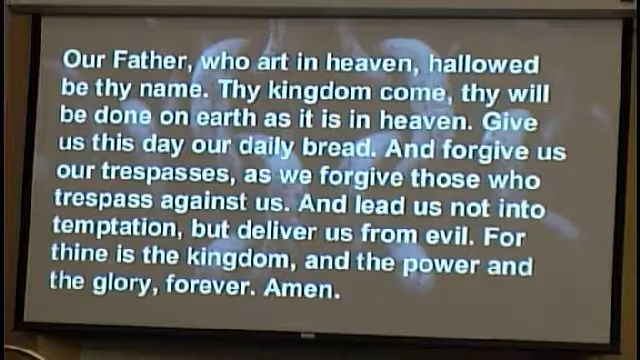 Our Father, who art in heaven, hallowed
be thy name. Thy kingdom come, thy will
be done on earth as it is in heaven. Give
us this day our daily bread. And forgive us
our trespasses, as we forgive those who
trespass against us. And lead us not into
temptation, but deliver us from evil. For
thine is the kingdom, and the power and
the glory, forever. Amen.